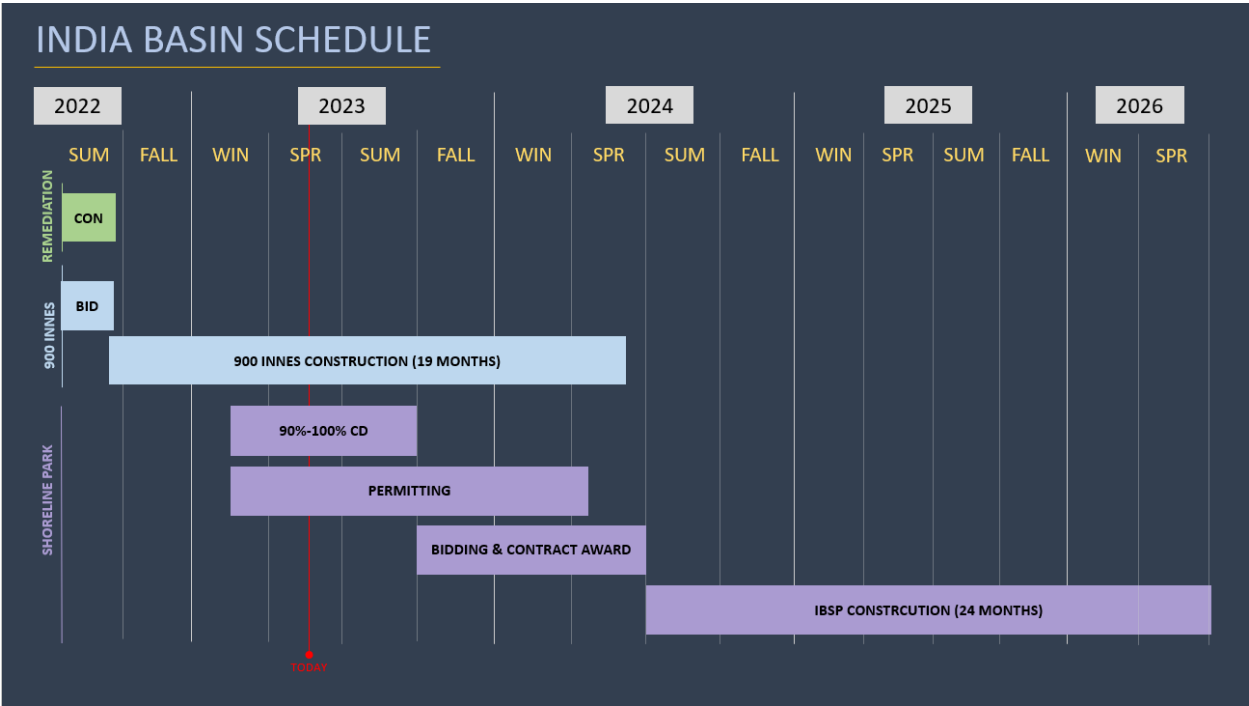 INDIA BASIN SCHEDULE
2022 2023 2024 2025 2026
SUM FALL WIN SPR SUM FALL WIN SPR SUM FALL WIN SPR SUM FALL WIN SPR
REMEDIATION
CON
900 INNES
BID
900 INNES CONSTRUCTION (19 MONTHS)
SHORELINE PARK
90%-100% CD
PERMITTING
BIDDING & CONTRACT AWARD
IBSP CONSTRCUTION (24 MONTHS)
TODAY